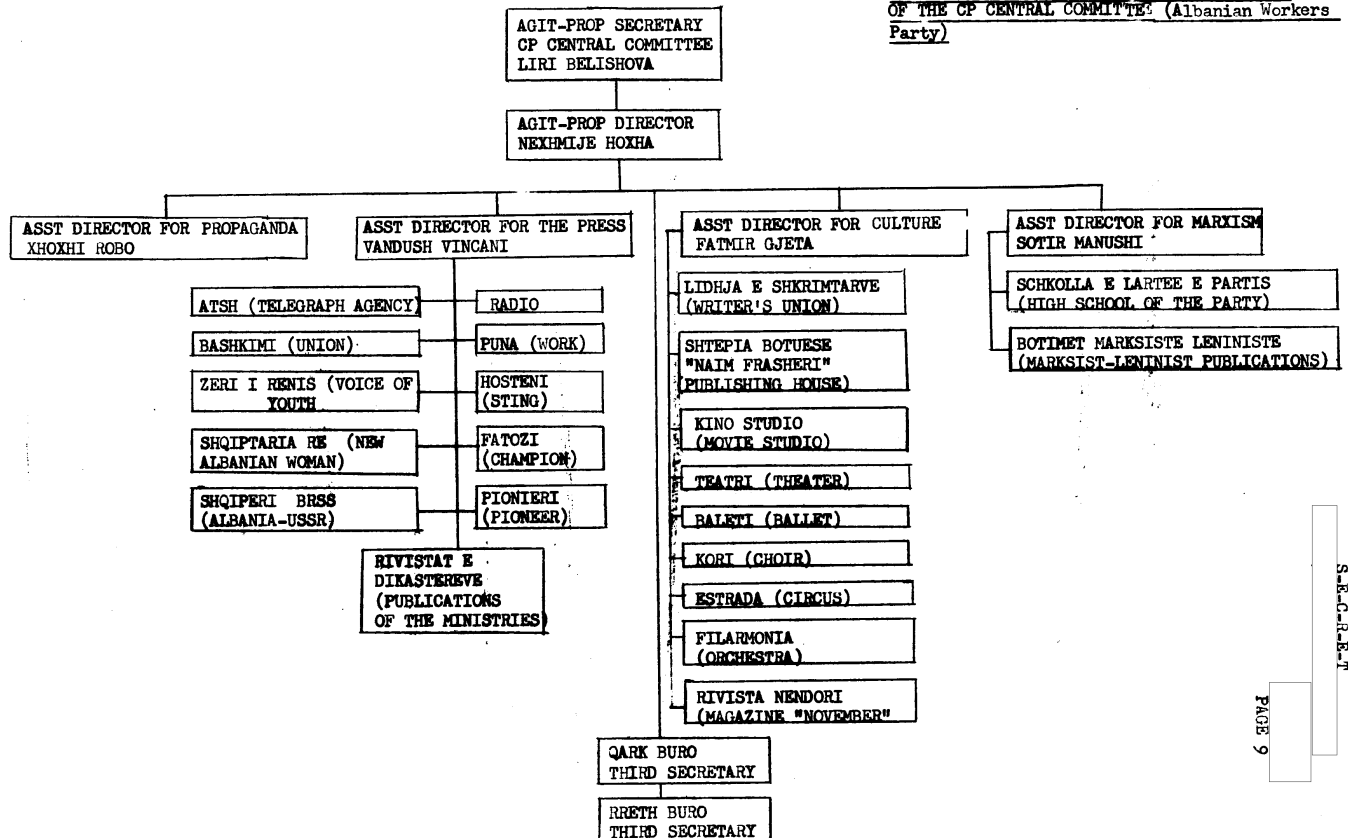 OF THE CP CENTRAL COMMITTEE (Albanian Workers
Party)
AGIT-PROP SECRETARY
CP CENTRAL COMMITTEE
LIRI BELISHOVA
AGIT-PROP DIRECTOR
NEXHMIJE HOXHA
ASST DIRECTOR FOR PROPAGANDA
XHOXHI ROBO
ASST DIRECTOR FOR THE PRESS
VANDUSH VINCANI
ATSH (TELEGRAPH AGENCY)
RADIO
BASHKIMI (UNION)
PUNA (WORK)
ZERI I RENIS (VOICE OF
YOUTH
HOSTENI
(STING)
SHQIPTARIA RE (NEW
ALBANIAN WOMAN)
FATOZI
(CHAMPION)
SHQIPERI BRSS
(ALBANIA-USSR)
PIONIERI
(PIONEER)
RIVISTAT E
DIKASTEREVE
(PUBLICATIONS
OF THE MINISTRIES)
ASST DIRECTOR FOR CULTURE
FATMIR GJETA
LIDHJA E SHKRIMTARVE
(WRITER'S UNION)
SHTEPIA BOTUESE
"NAIM FRASHERI"
PUBLISHING HOUSE)
KINO STUDIO
(MOVIE STUDIO)
TEATRI (THEATER)
BALETI (BALLET)
KORI (CHOIR)
ESTRADA (CIRCUS)
FILARMONIA
(ORCHESTRA)
RIVISTA NENDORI
(MAGAZINE "NOVEMBER"
ASST DIRECTOR FOR MARXISM
SOTIR MANUSHI
SCHKOLLA E LARTEE E PARTIS
(HIGH SCHOOL OF THE PARTY)
BOTIMET MARKSISTE LENINISTE
(MARKSIST-LENINIST PUBLICATIONS)
QARK BURO
THIRD SECRETARY
RRETH BURO
THIRD SECRETARY
S-E-C-R-E-T
PAGE 9